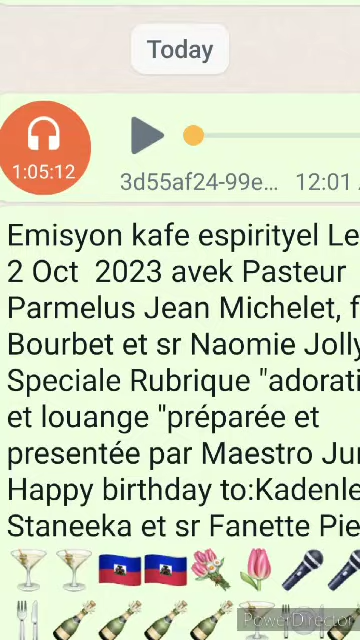 Today
1:05:12
3d55af24-99e... 12:01
Emisyon kafe espirityel Le
2 Oct 2023 avek Pasteur
Parmelus Jean Michelet, f
Bourbet et sr Naomie Jolly
Speciale Rubrique "adorati
et louange "préparée et
presentée par Maestro Ju
Happy birthday to:Kadenle
Staneeka et sr Fanette Pie
PowerDirector